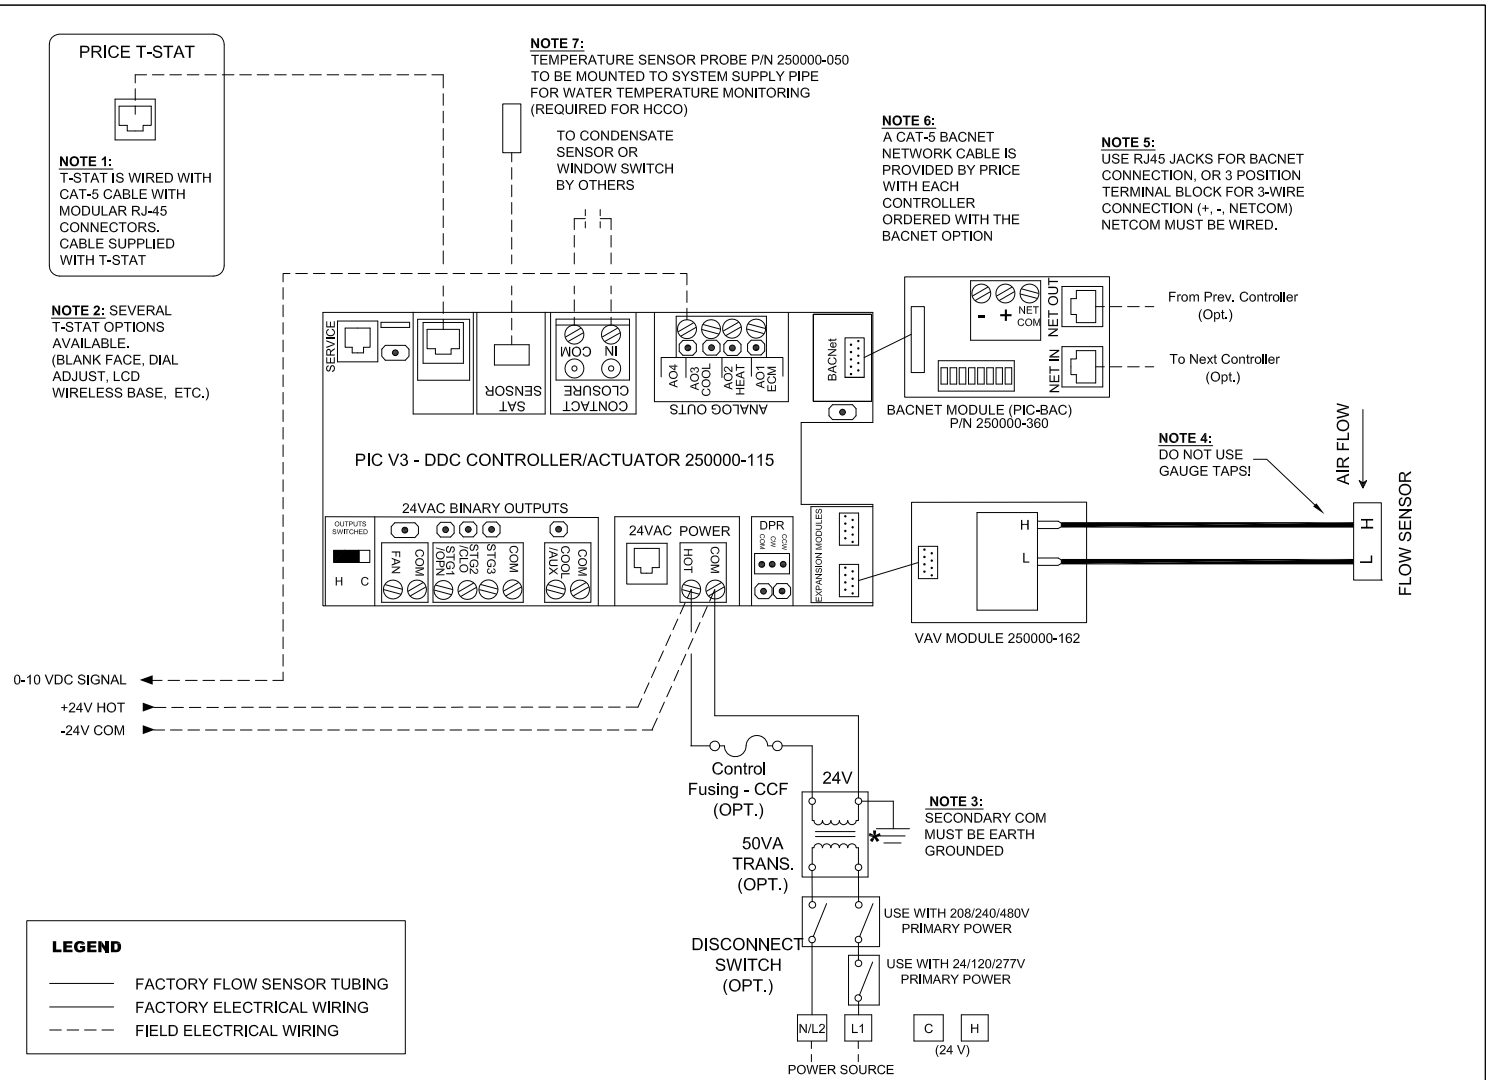 PRICE T-STAT
NOTE 1:
T-STAT IS WIRED WITH
CAT-5 CABLE WITH
MODULAR RJ-45
CONNECTORS.
CABLE SUPPLIED
WITH T-STAT
NOTE 2: SEVERAL
T-STAT OPTIONS
AVAILABLE.
(BLANK FACE, DIAL
ADJUST, LCD
WIRELESS BASE, ETC.)
NOTE 7:
TEMPERATURE SENSOR PROBE P/N 250000-050
TO BE MOUNTED TO SYSTEM SUPPLY PIPE
FOR WATER TEMPERATURE MONITORING
(REQUIRED FOR HCCO)
TO CONDENSATE
SENSOR OR
WINDOW SWITCH
BY OTHERS
NOTE 6:
A CAT-5 BACNET
NETWORK CABLE IS
PROVIDED BY PRICE
WITH EACH
CONTROLLER
ORDERED WITH THE
BACNET OPTION
NOTE 5:
USE RJ45 JACKS FOR BACNET
CONNECTION, OR 3 POSITION
TERMINAL BLOCK FOR 3-WIRE
CONNECTION (+, -, NETCOM)
NETCOM MUST BE WIRED.
SERVICE
SAT
SENSOR
COM
IN
CONTACT
CLOSURE
AO4
AO3
COOL
AO2
HEAT
AO1
ECM
ANALOG OUTS
BACNet
- + NET
COM
NET OUT
NET IN
From Prev. Controller
(Opt.)
To Next Controller
(Opt.)
BACNET MODULE (PIC-BAC)
P/N 250000-360
PIC V3 - DDC CONTROLLER/ACTUATOR 250000-115
24VAC BINARY OUTPUTS
OUTPUTS
SWITCHED
H C
FAN
COM
STG1
/OPN
STG2
/CLO
STG3
COM
COOL
/AUX
COM
24VAC POWER
HOT
COM
DPR
COM
CW
CCW
EXPANSION MODULES
H
L
VAV MODULE 250000-162
NOTE 4:
DO NOT USE
GAUGE TAPS!
AIR FLOW
H
L
FLOW SENSOR
0-10 VDC SIGNAL
+24V HOT
-24V COM
Control
Fusing - CCF
(OPT.)
24V
50VA
TRANS.
(OPT.)
*
NOTE 3:
SECONDARY COM
MUST BE EARTH
GROUNDED
DISCONNECT
SWITCH
(OPT.)
USE WITH 208/240/480V
PRIMARY POWER
USE WITH 24/120/277V
PRIMARY POWER
N/L2 L1 C H
(24 V)
POWER SOURCE
LEGEND
FACTORY FLOW SENSOR TUBING
FACTORY ELECTRICAL WIRING
FIELD ELECTRICAL WIRING